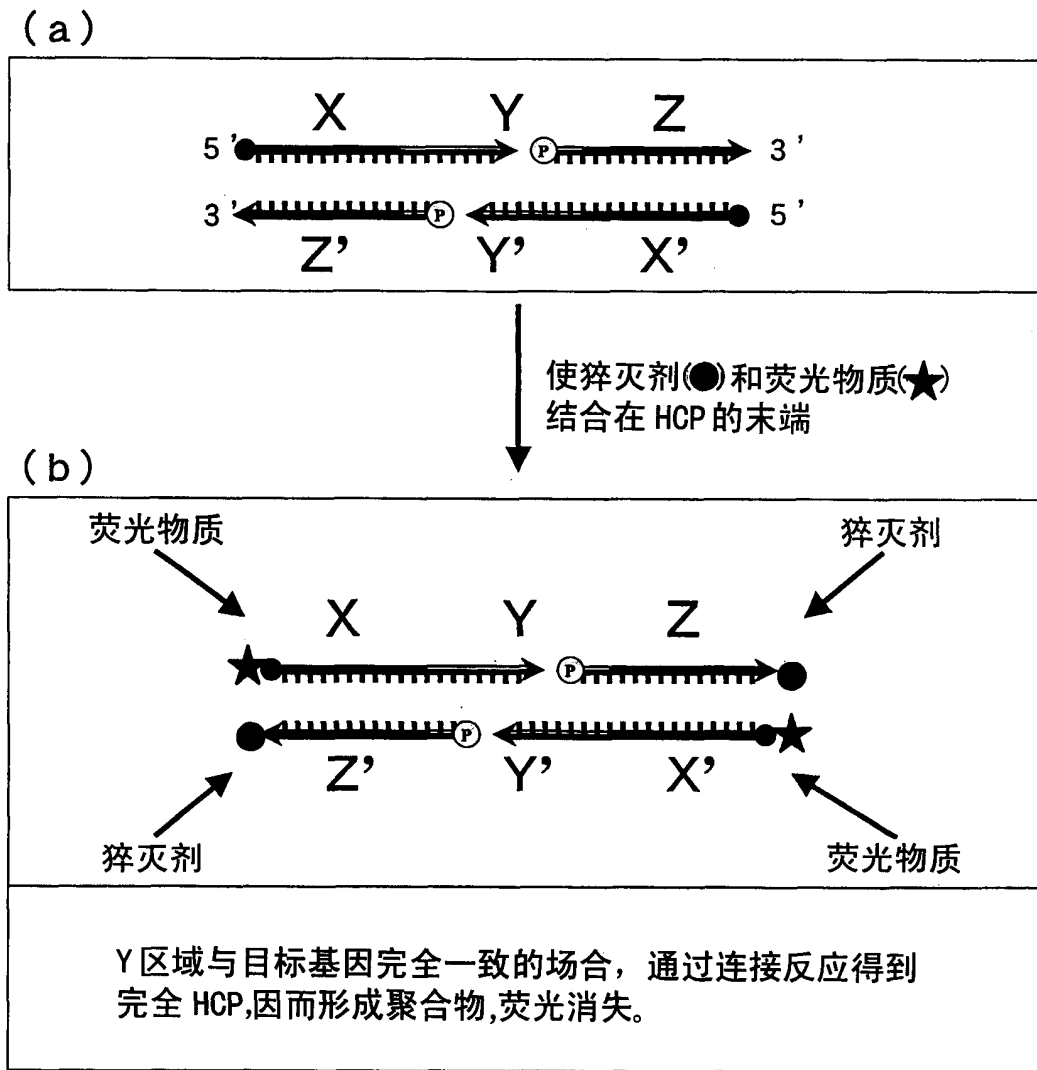 (a)
X Y Z
5' P 3'
3' P 5'
Z' Y' X'
使猝灭剂(●)和荧光物质(★)
结合在HCP的末端
(b)
荧光物质 猝灭剂
X Y Z
P
P
Z' Y' X'
猝灭剂 荧光物质
Y区域与目标基因完全一致的场合，通过连接反应得到
完全HCP,因而形成聚合物,荧光消失。